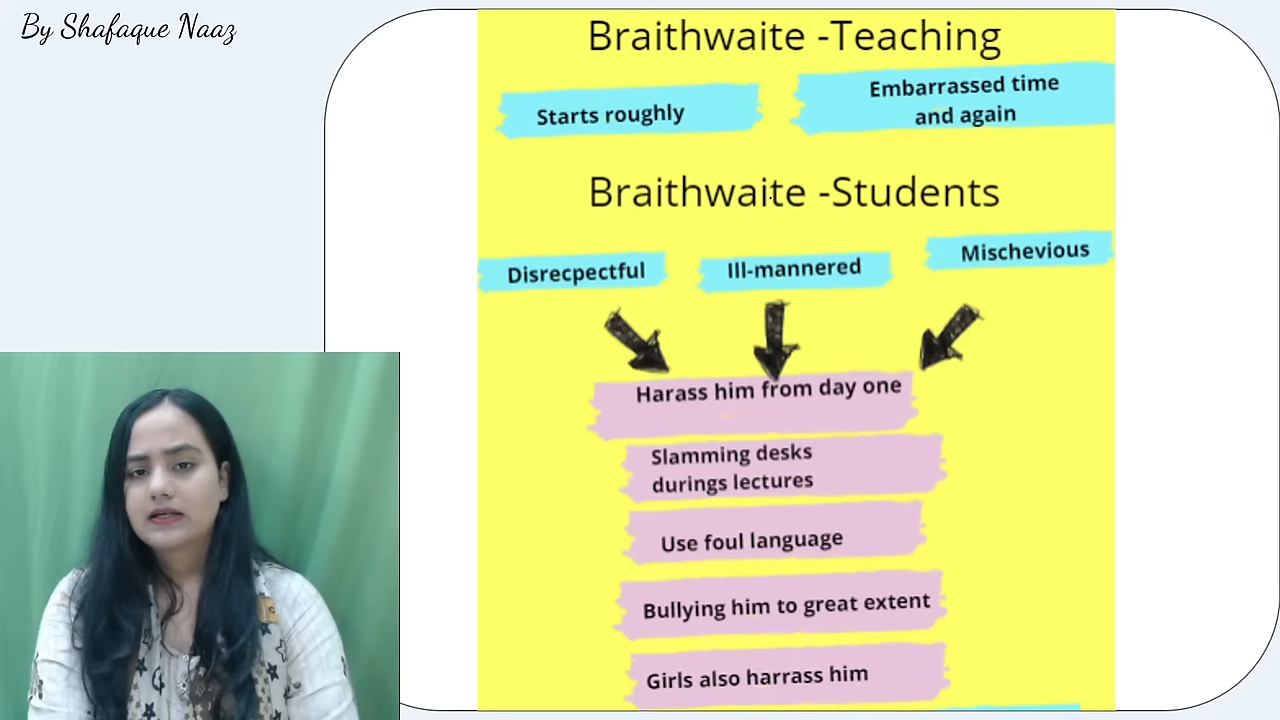 By Shafaque Naaz
Braithwaite -Teaching
Starts roughly
Embarrassed time
and again
Braithwaite -Students
Disrecpectful
Ill-mannered
Mischevious
Harass him from day one
Slamming desks
durings lectures
Use foul language
Bullying him to great extent
Girls also harrass him